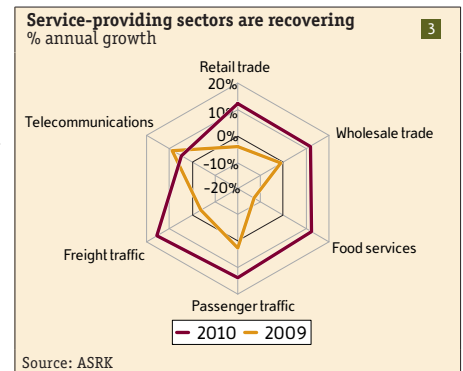 Service-providing sectors are recovering
% annual growth
3
Retail trade
20%
10%
0%
-10%
-20%
Telecommunications
Wholesale trade
Freight traffic
Food services
Passenger traffic
2010 2009
Source: ASRK